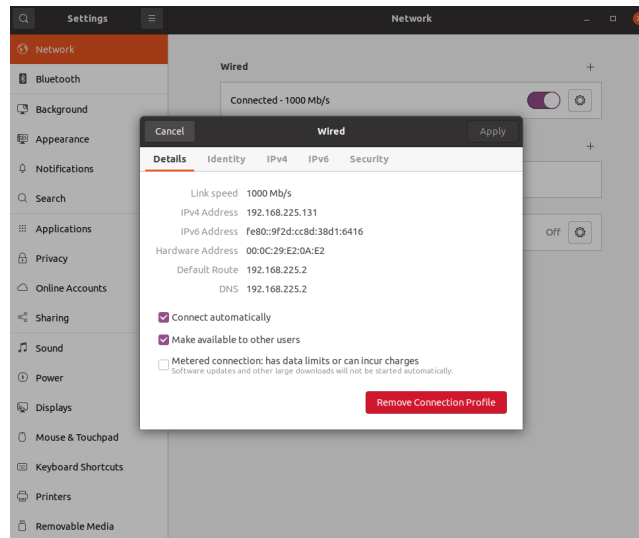 Settings
Network
Network
Bluetooth
Background
Appearance
Notifications
Search
Applications
Privacy
Online Accounts
Sharing
Sound
Power
Displays
Mouse & Touchpad
Keyboard Shortcuts
Printers
Removable Media
Wired
Connected - 1000 Mb/s
Off
Cancel
Wired
Apply
Details Identity IPv4 IPv6 Security
Link speed 1000 Mb/s
IPv4 Address 192.168.225.131
IPv6 Address fe80::9f2d:cc8d:38d1:6416
Hardware Address 00:0C:29:E2:0A:E2
Default Route 192.168.225.2
DNS 192.168.225.2
Connect automatically
Make available to other users
Metered connection: has data limits or can incur charges
Software updates and other large downloads will not be started automatically.
Remove Connection Profile